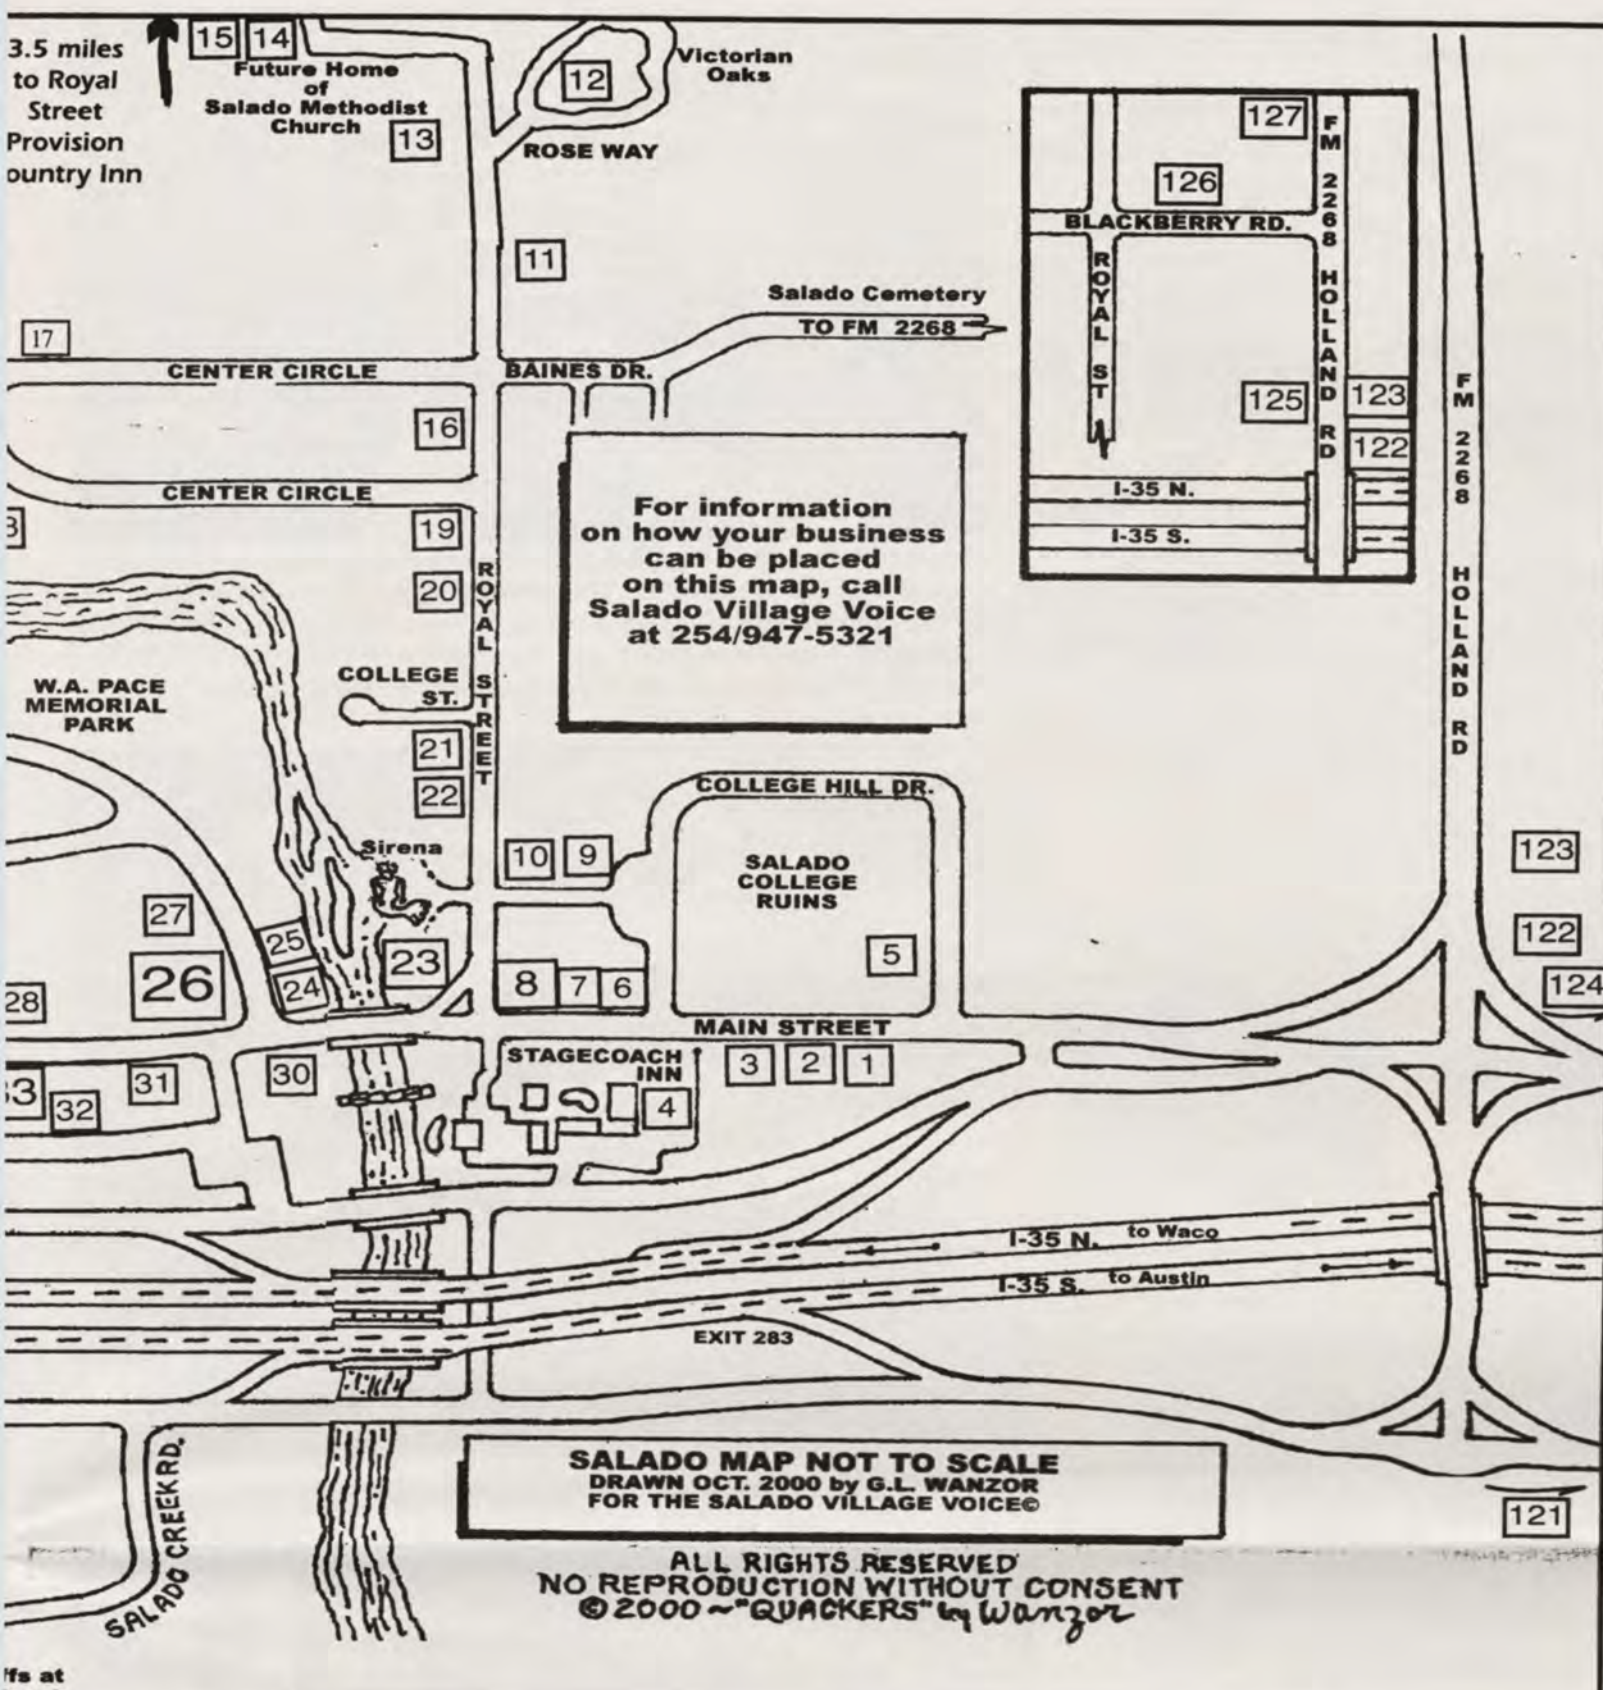 3.5 miles
to Royal
Street
Provision
ountry Inn
15
14
Future Home
of
Salado Methodist
Church
13
12
Victorian
Oaks
ROSE WAY
11
Salado Cemetery
TO FM 2268
17
CENTER CIRCLE
BAINES DR.
16
CENTER CIRCLE
19
20
ROYAL STREET
For information
on how your business
can be placed
on this map, call
Salado Village Voice
at 254/947-5321
127
126
FM 2268 HOLLAND RD
BLACKBERRY RD.
ROYAL ST
125
123
122
I-35 N.
I-35 S.
FM 2268 HOLLAND RD
W.A. PACE
MEMORIAL
PARK
COLLEGE
ST.
21
22
COLLEGE HILL DR.
Sirena
10
9
SALADO
COLLEGE
RUINS
5
123
122
124
27
25
26
24
23
28
8
7
6
MAIN STREET
STAGECOACH
INN
3
2
1
4
30
31
32
I-35 N.
to Waco
I-35 S.
to Austin
EXIT 283
SALADO CREEK RD.
SALADO MAP NOT TO SCALE
DRAWN OCT. 2000 by G.L. WANZOR
FOR THE SALADO VILLAGE VOICE©
121
ALL RIGHTS RESERVED
NO REPRODUCTION WITHOUT CONSENT
©2000 ~ "QUACKERS" by Wanzor
ffs at